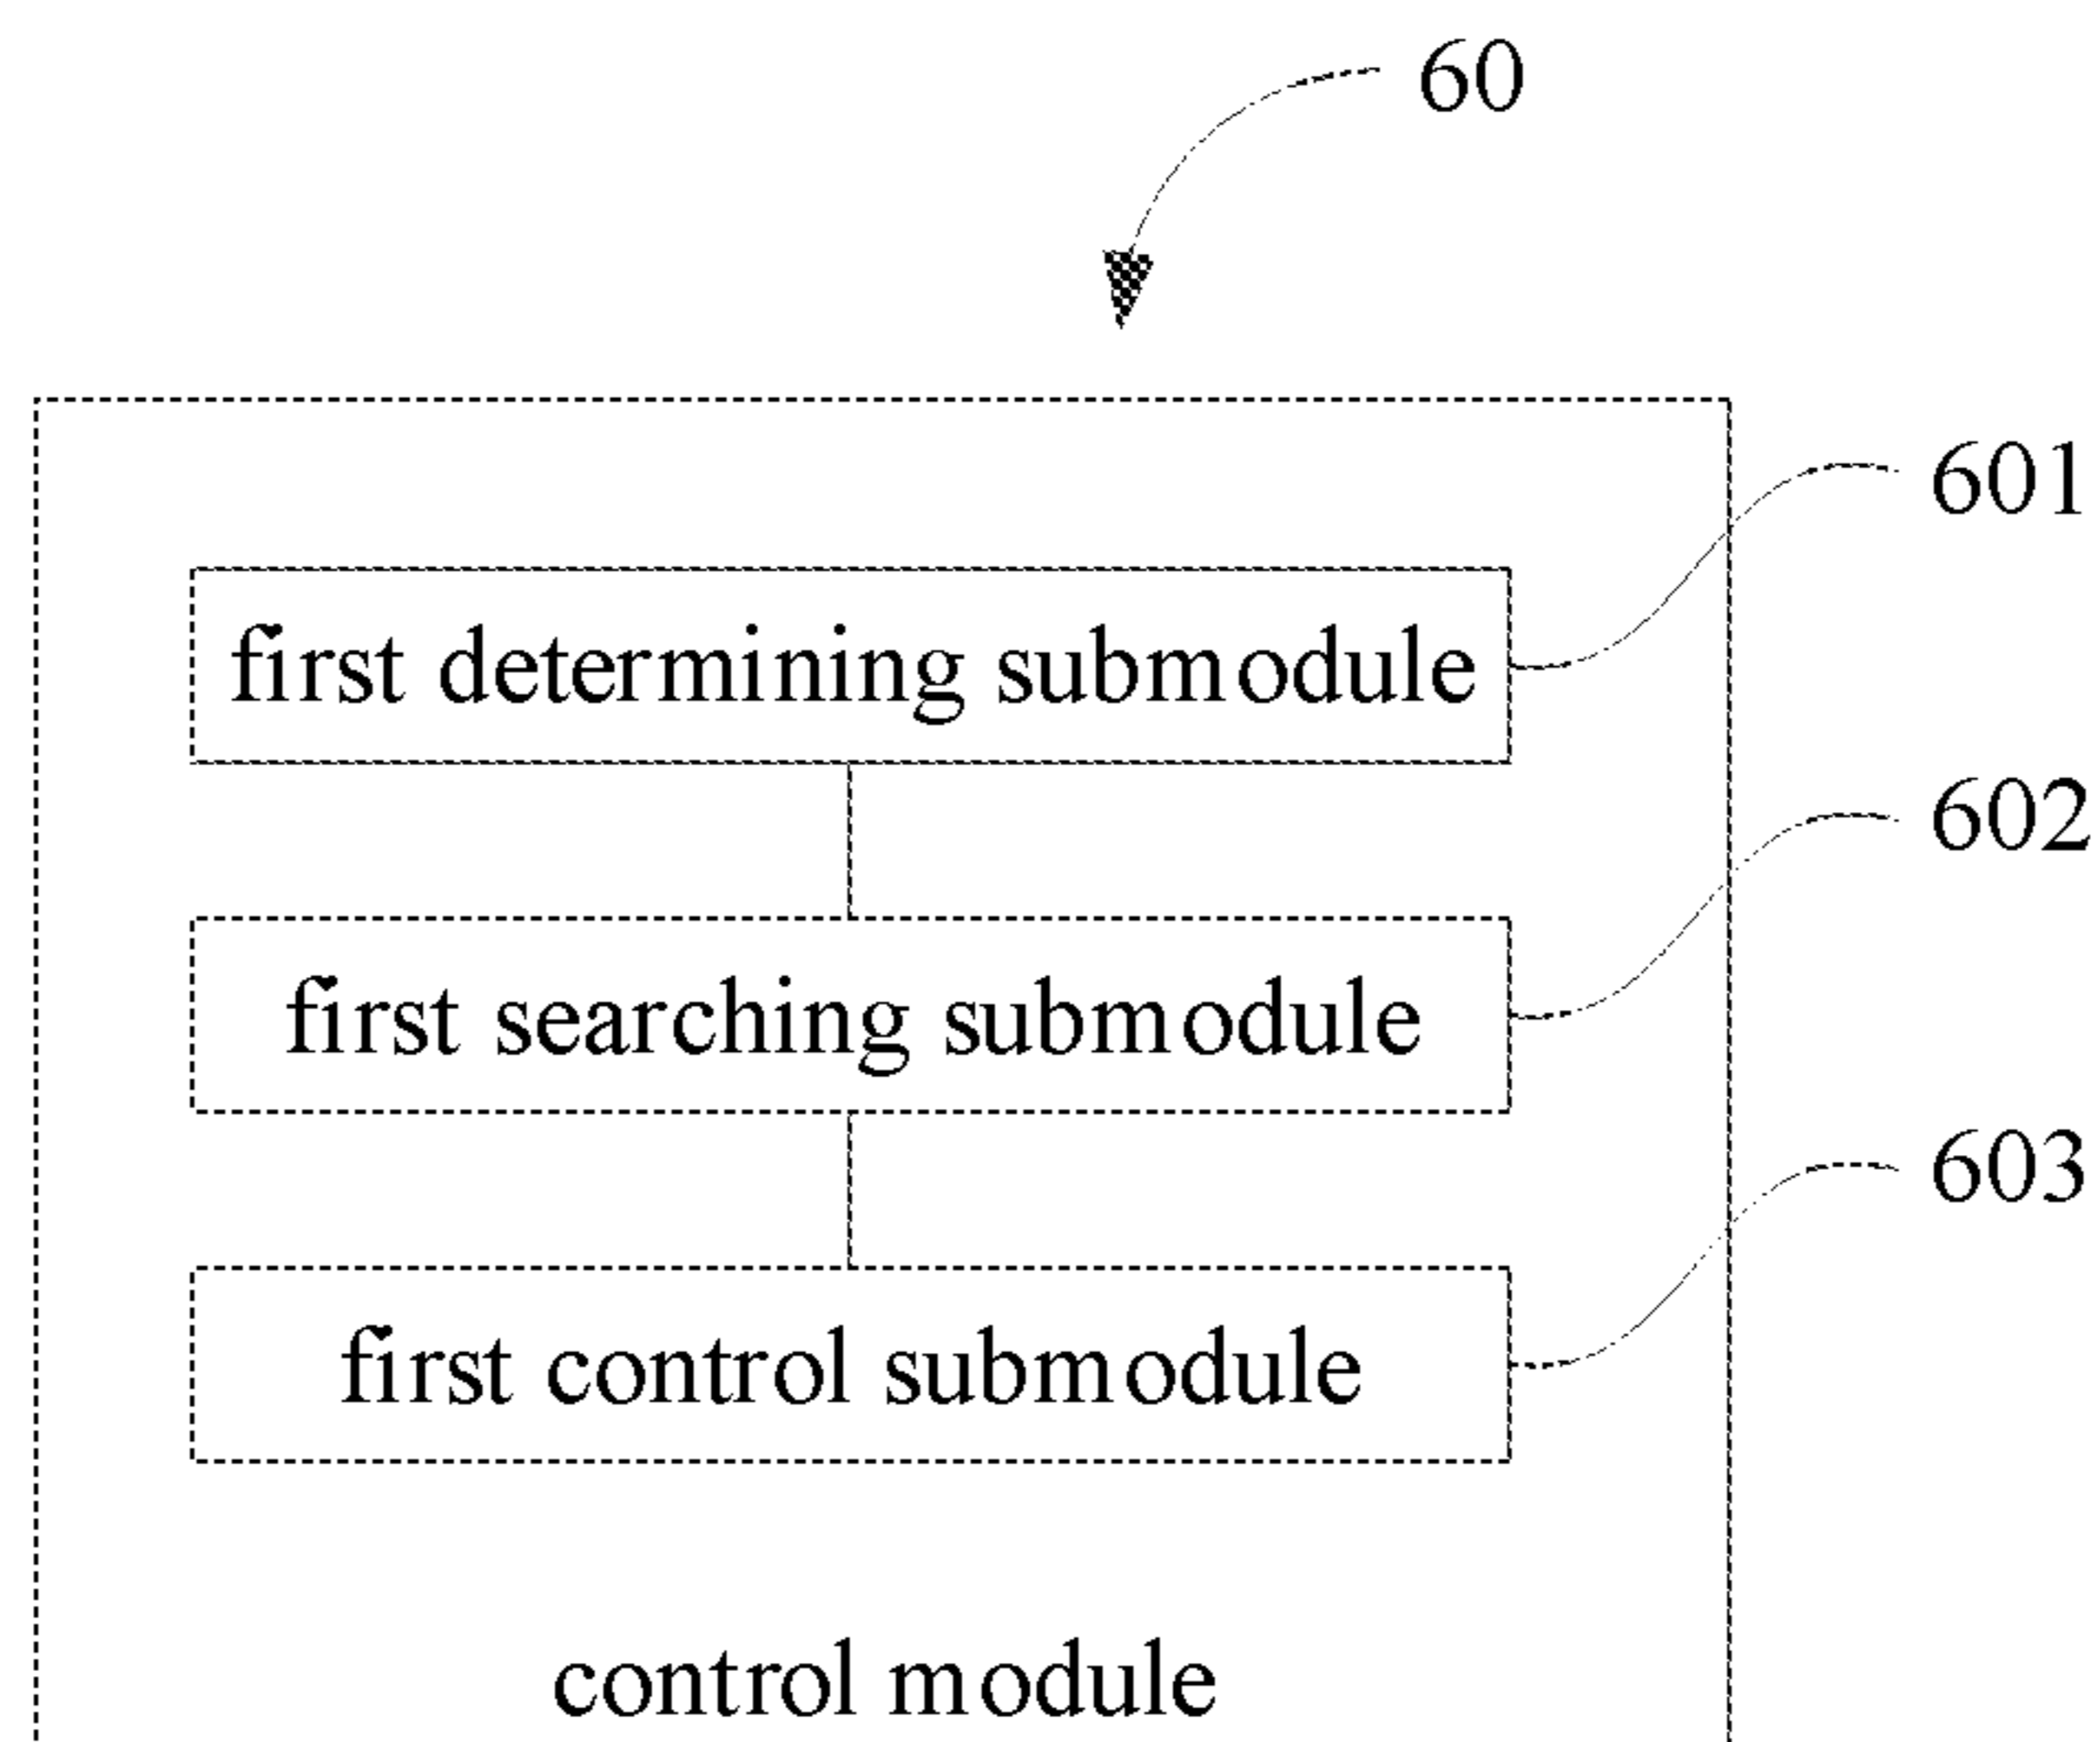 60
601
first determining submodule
602
first searching submodule
603
first control submodule
control module